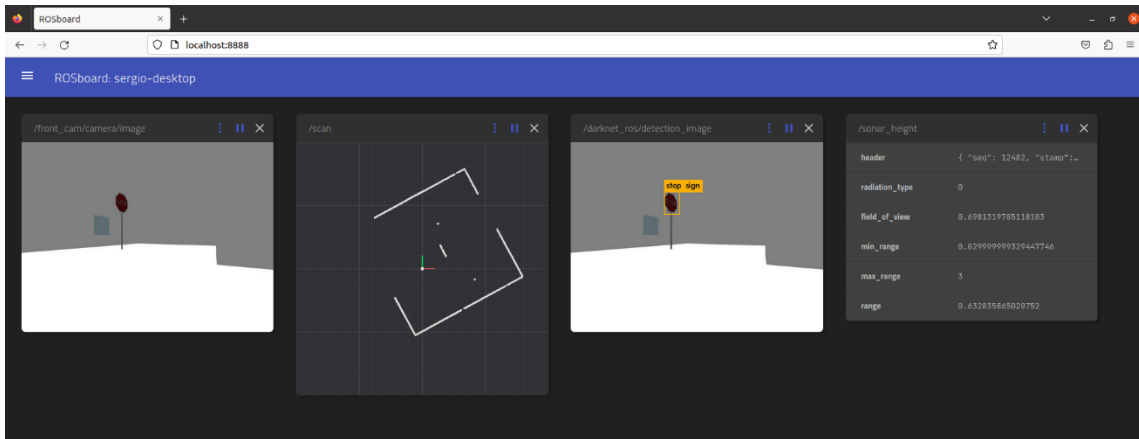 ROSboard
localhost:8888
ROSboard: sergio-desktop
/front_cam/camera/image
/scan
/darknet_ros/detection_image
stop sign
/sonar_height
header { "seq": 12482, "stamp":…
radiation_type 0
field_of_view 0.6981319785118103
min_range 0.029999999329447746
max_range 3
range 0.632835865020752